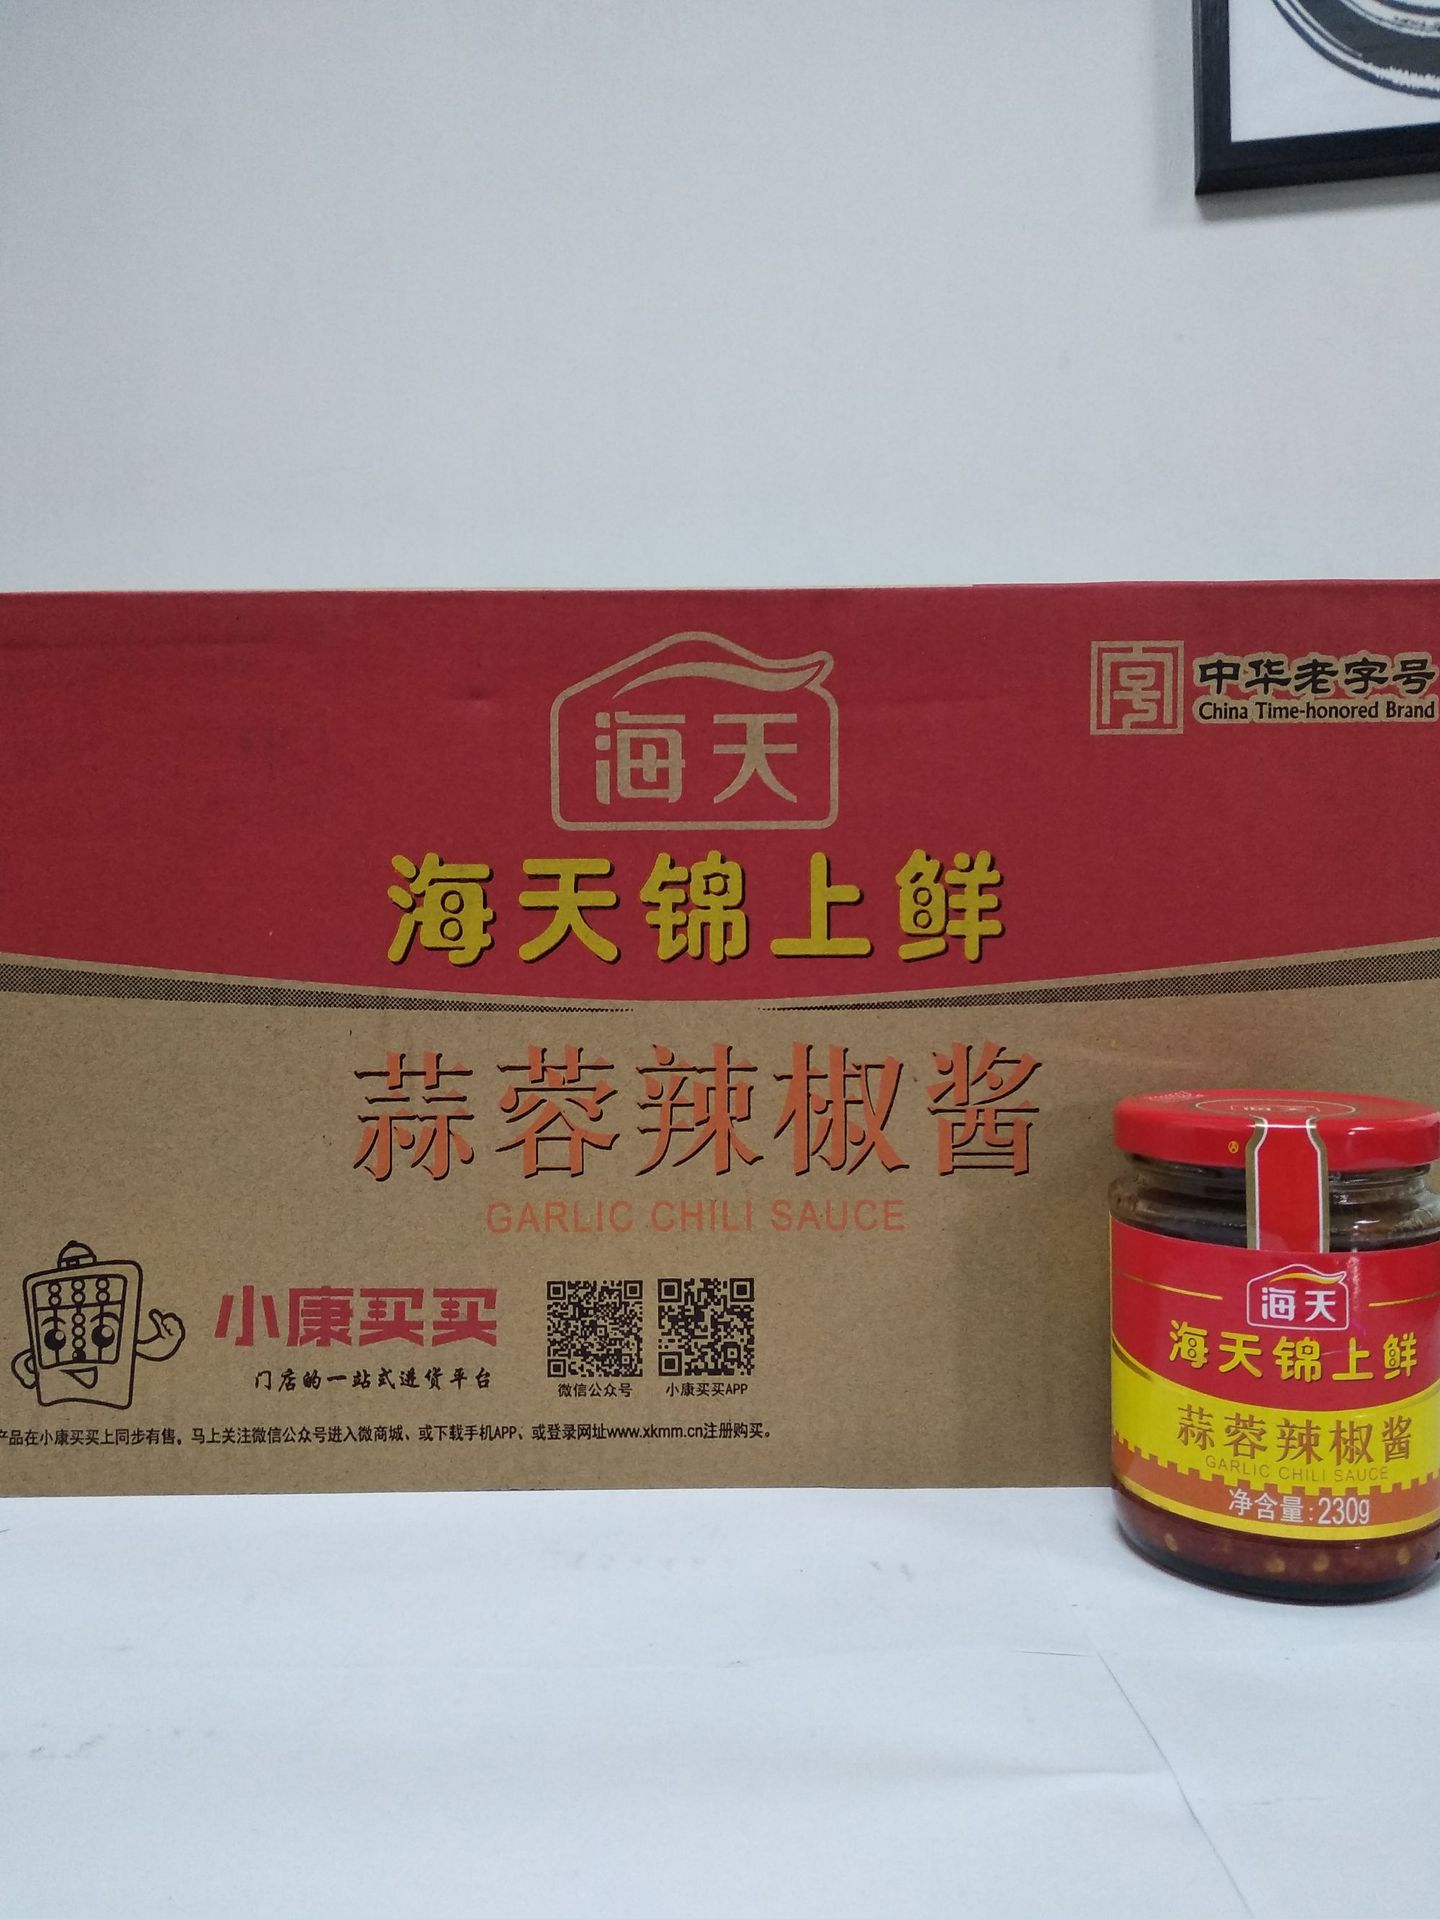 海天
中华老字号
China Time-honored Brand
海天锦上鲜
蒜蓉辣椒酱
GARLIC CHILI SAUCE
小康买买
门店的一站式进货平台
微信公众号
小康买买APP
产品在小康买买上同步有售。马上关注微信公众号进入微商城、或下载手机APP、或登录网址www.xkmm.cn注册购买。
海天
海天锦上鲜
蒜蓉辣椒酱
GARLIC CHILI SAUCE
净含量:230g